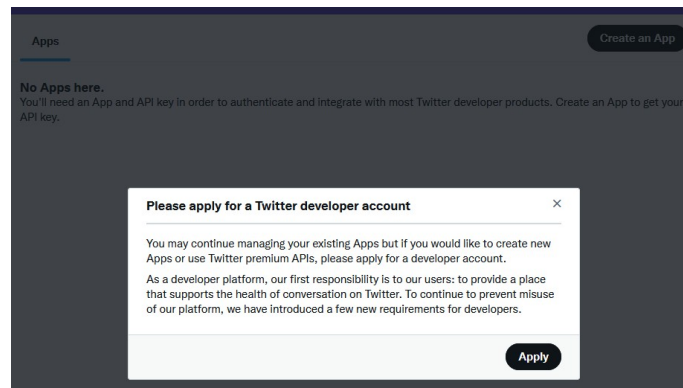 Apps
Create an App
No Apps here.
You'll need an App and API key in order to authenticate and integrate with most Twitter developer products. Create an App to get your
API key.
Please apply for a Twitter developer account
×
You may continue managing your existing Apps but if you would like to create new
Apps or use Twitter premium APIs, please apply for a developer account.
As a developer platform, our first responsibility is to our users: to provide a place
that supports the health of conversation on Twitter. To continue to prevent misuse
of our platform, we have introduced a few new requirements for developers.
Apply